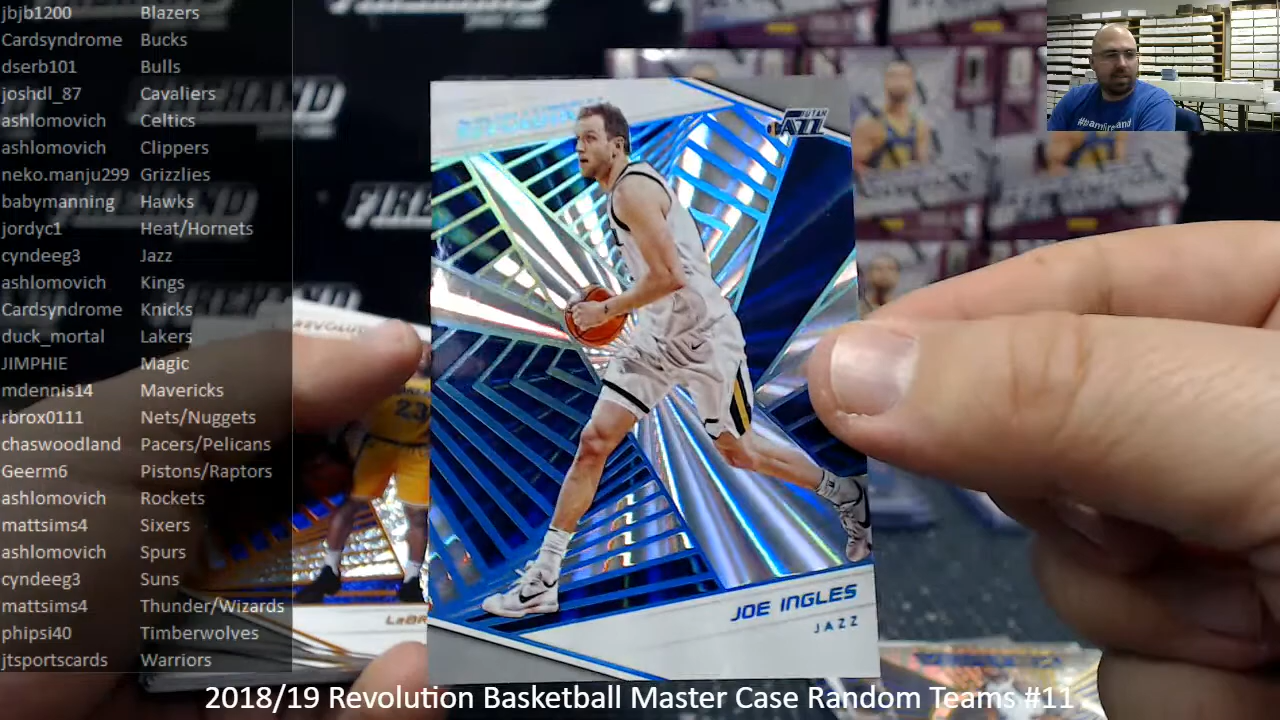 jbjb1200 Blazers
Cardsyndrome Bucks
dserb101 Bulls
joshdl_87 Cavaliers
ashlomovich Celtics
ashlomovich Clippers
neko.manju299 Grizzlies
babymanning Hawks
jordyc1 Heat/Hornets
cyndeeg3 Jazz
ashlomovich Kings
Cardsyndrome Knicks
duck_mortal Lakers
JIMPHIE Magic
mdennis14 Mavericks
rbrox0111 Nets/Nuggets
chaswoodland Pacers/Pelicans
Geerm6 Pistons/Raptors
ashlomovich Rockets
mattsims4 Sixers
ashlomovich Spurs
cyndeeg3 Suns
mattsims4 Thunder/Wizards
phipsi40 Timberwolves
jtsportscards Warriors
REVOLUTION
UTAH
JAZZ
23
JOE INGLES
JAZZ
2018/19 Revolution Basketball Master Case Random Teams #11